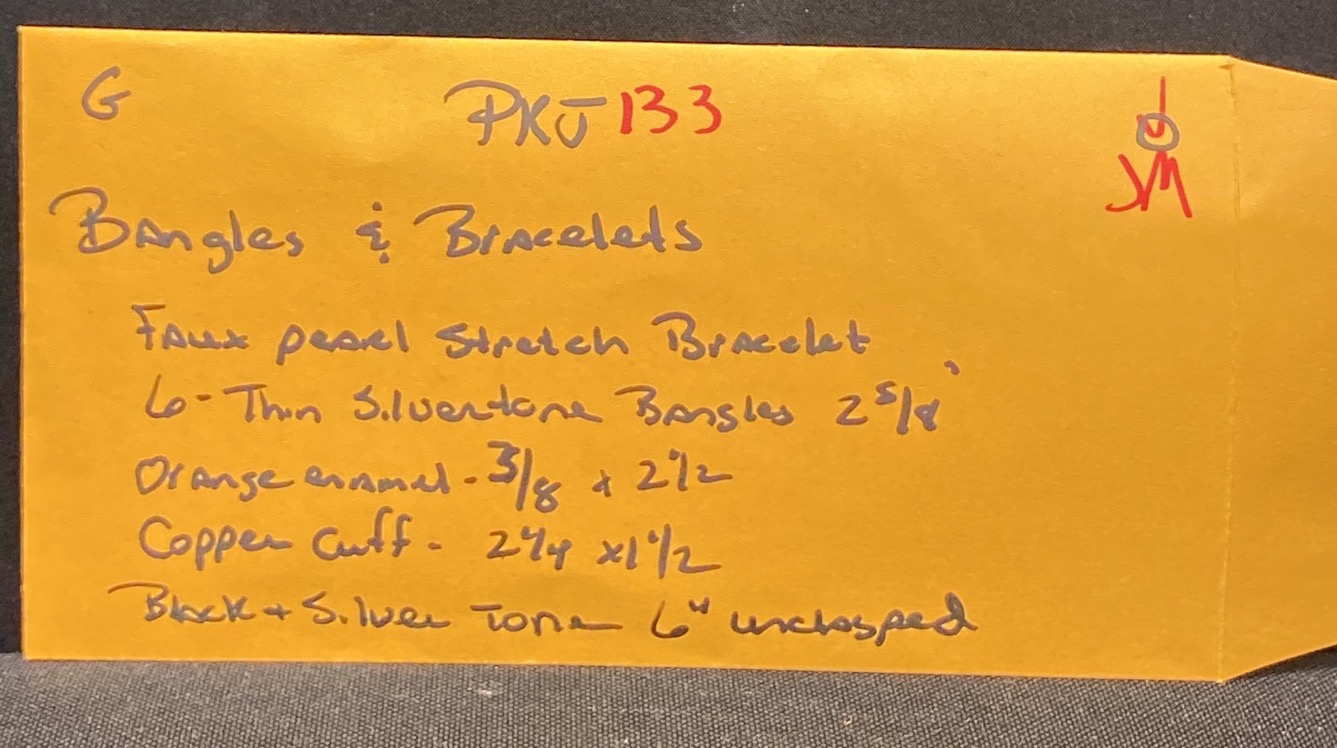 G PKJ 133
JM
Bangles & Bracelets
Faux pearl Stretch Bracelet
6- Thin Silvertone Bangles 2 5/8"
Orange enamel - 3/8 x 2 1/2
Copper Cuff - 2 1/4 x 1 1/2
Black + Silver Tone 6" unclasped